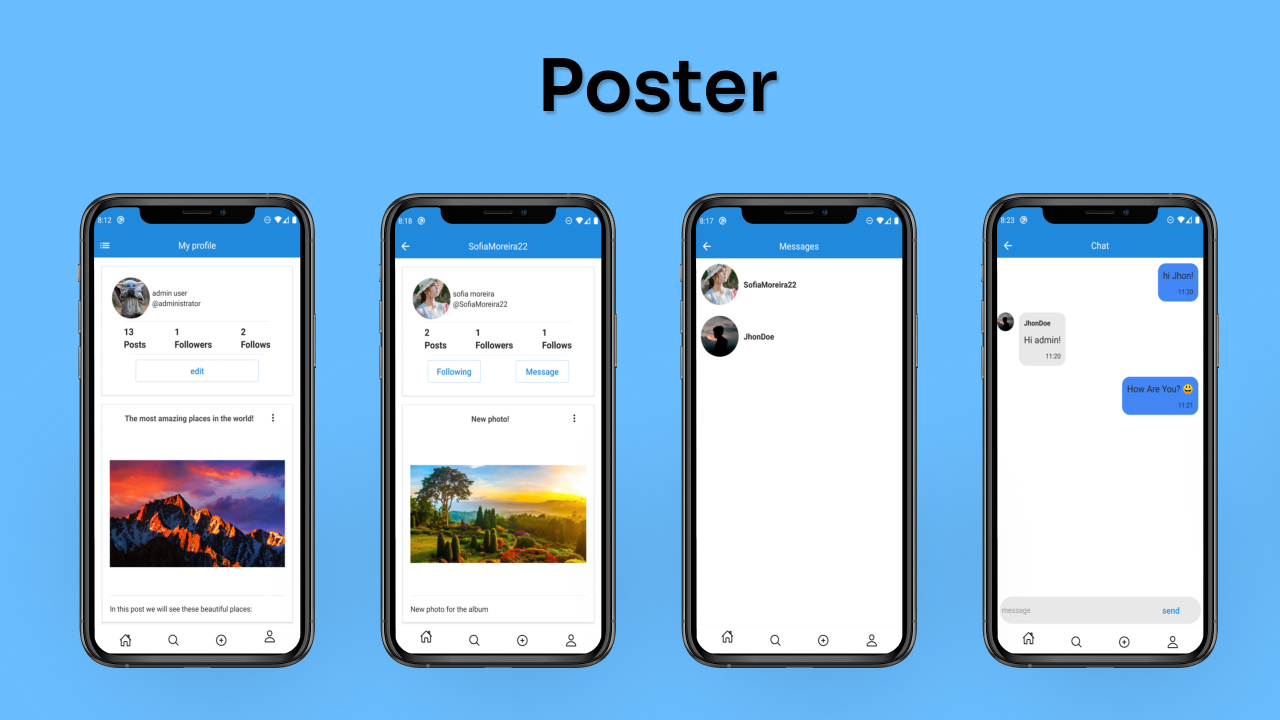 Poster
8:12
My profile
admin user
@administrator
13 1 2
Posts Followers Follows
edit
The most amazing places in the world!
In this post we will see these beautiful places:
8:18
SofiaMoreira22
sofia moreira
@SofiaMoreira22
2 1 1
Posts Followers Follows
Following Message
New photo!
New photo for the album
8:17
Messages
SofiaMoreira22
JhonDoe
8:23
Chat
hi Jhon!
11:20
JhonDoe
Hi admin!
11:20
How Are You? 😃
11:21
message send